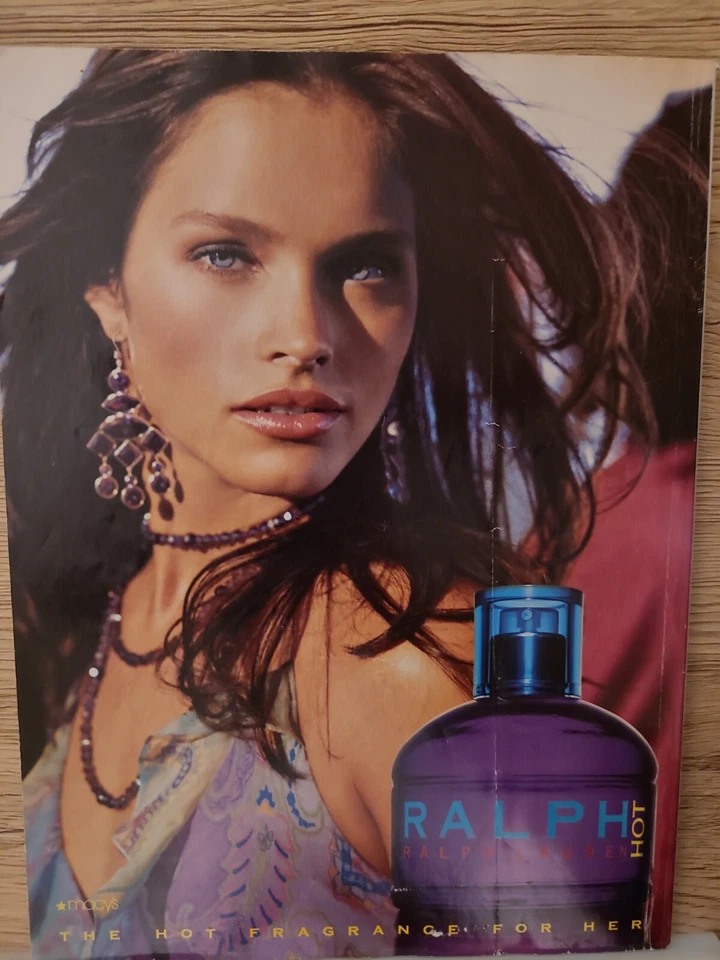 RALPH
HOT
RALPH LAUREN
★macy's
THE HOT FRAGRANCE FOR HER